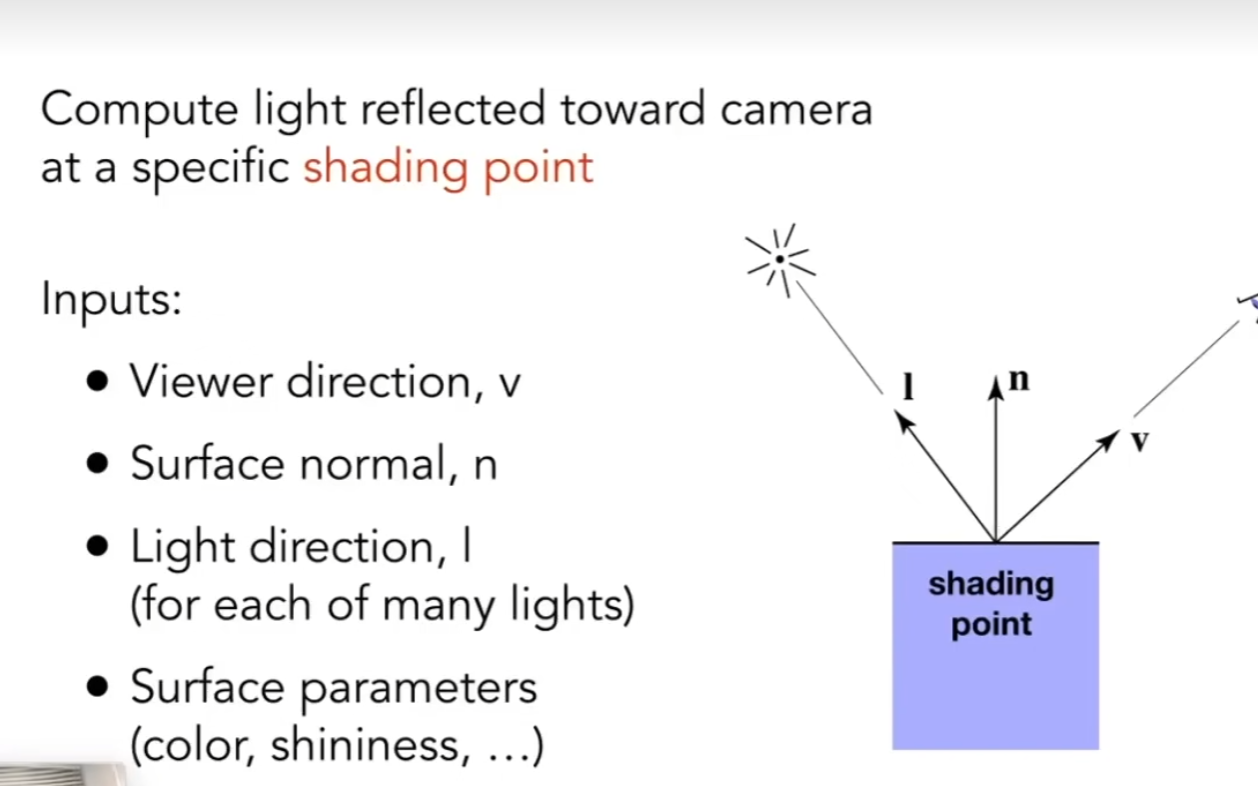 Compute light reflected toward camera
at a specific shading point
Inputs:
• Viewer direction, v
• Surface normal, n
• Light direction, l
(for each of many lights)
• Surface parameters
(color, shininess, ...)
l
n
v
shading
point